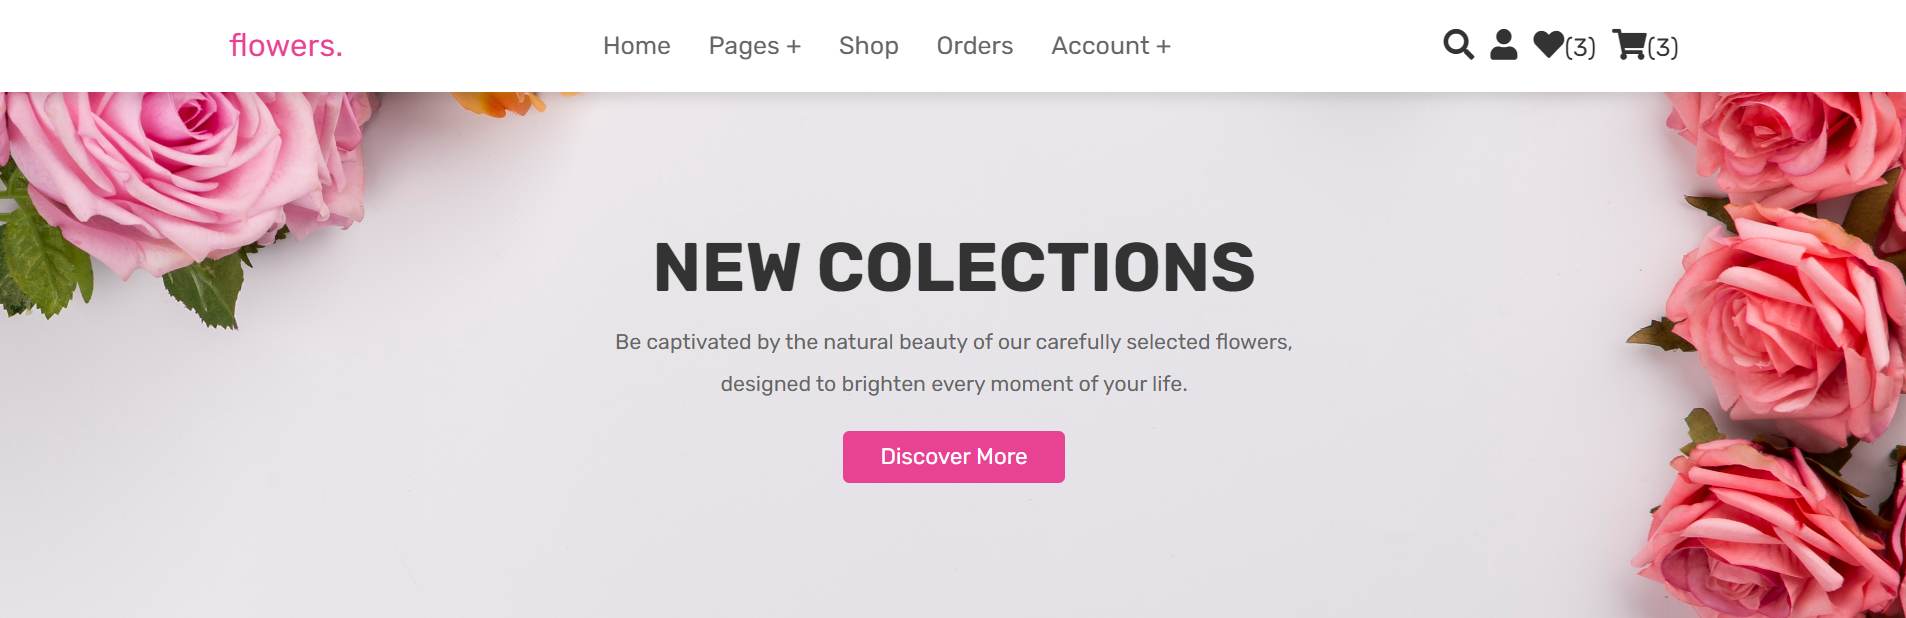 flowers. Home Pages + Shop Orders Account + (3) (3)
NEW COLECTIONS
Be captivated by the natural beauty of our carefully selected flowers,
designed to brighten every moment of your life.
Discover More